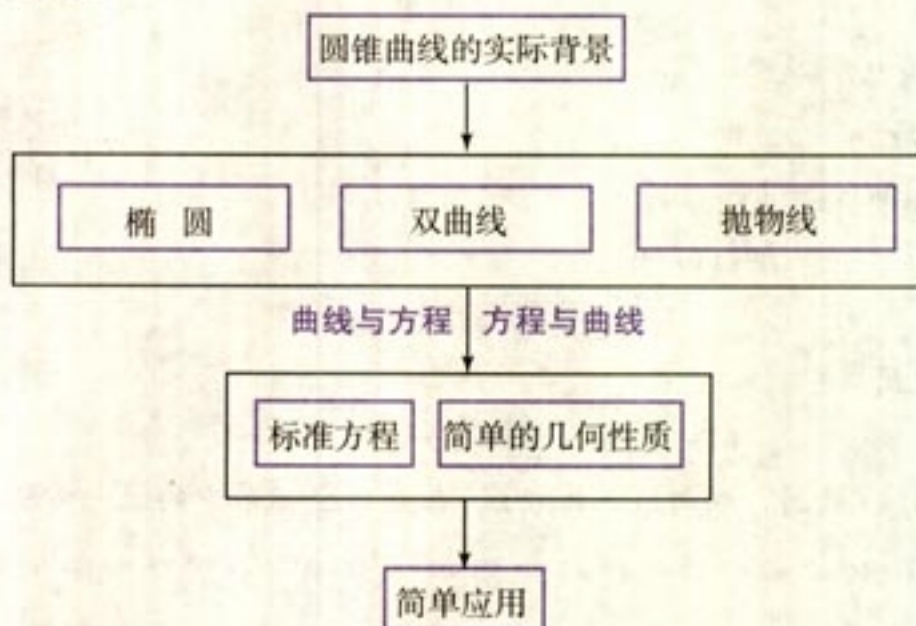 圆锥曲线的实际背景
椭 圆 双曲线 抛物线
曲线与方程 方程与曲线
标准方程 简单的几何性质
简单应用